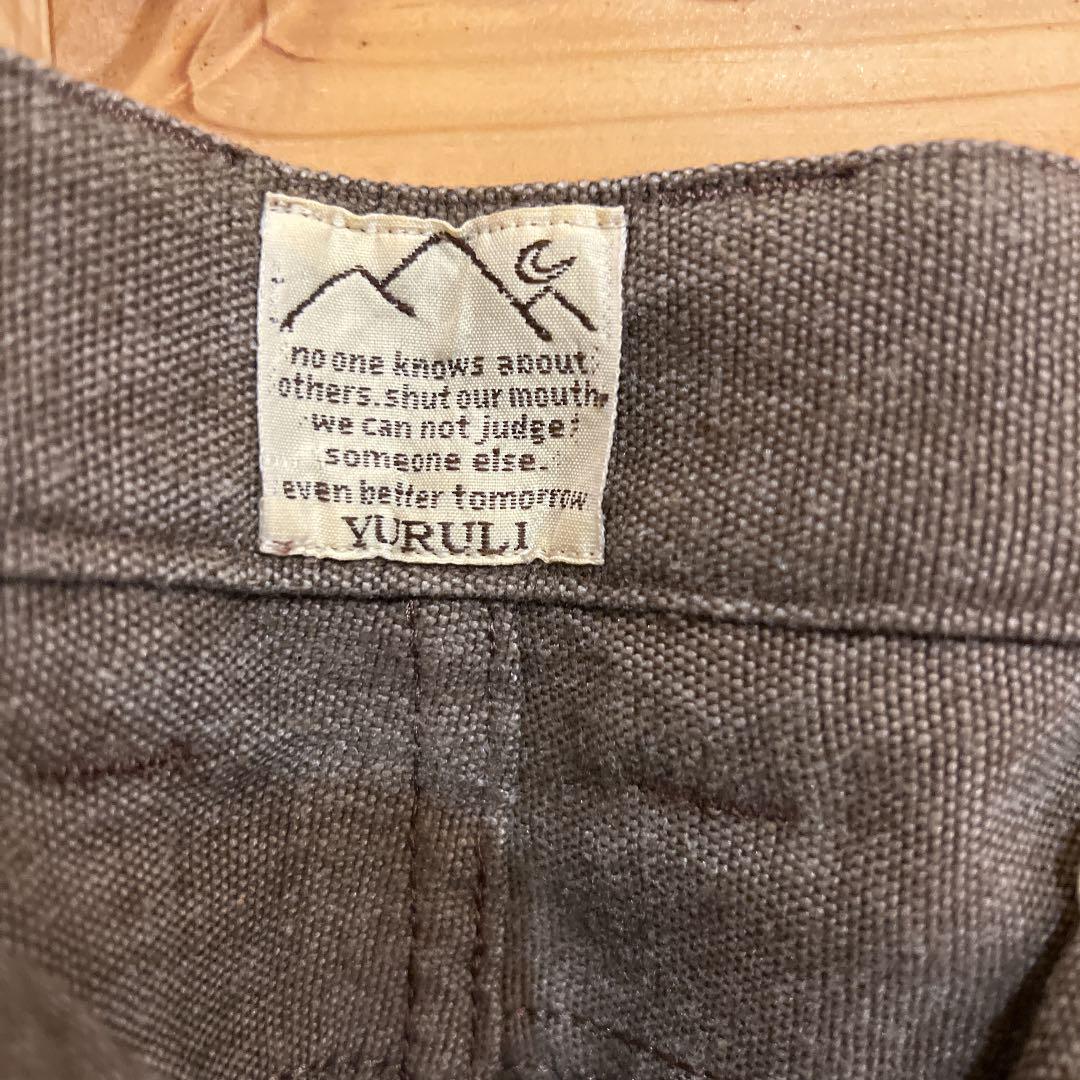 no one knows about
others. shut our mouth.
we can not judge
someone else.
even better tomorrow
YURULI